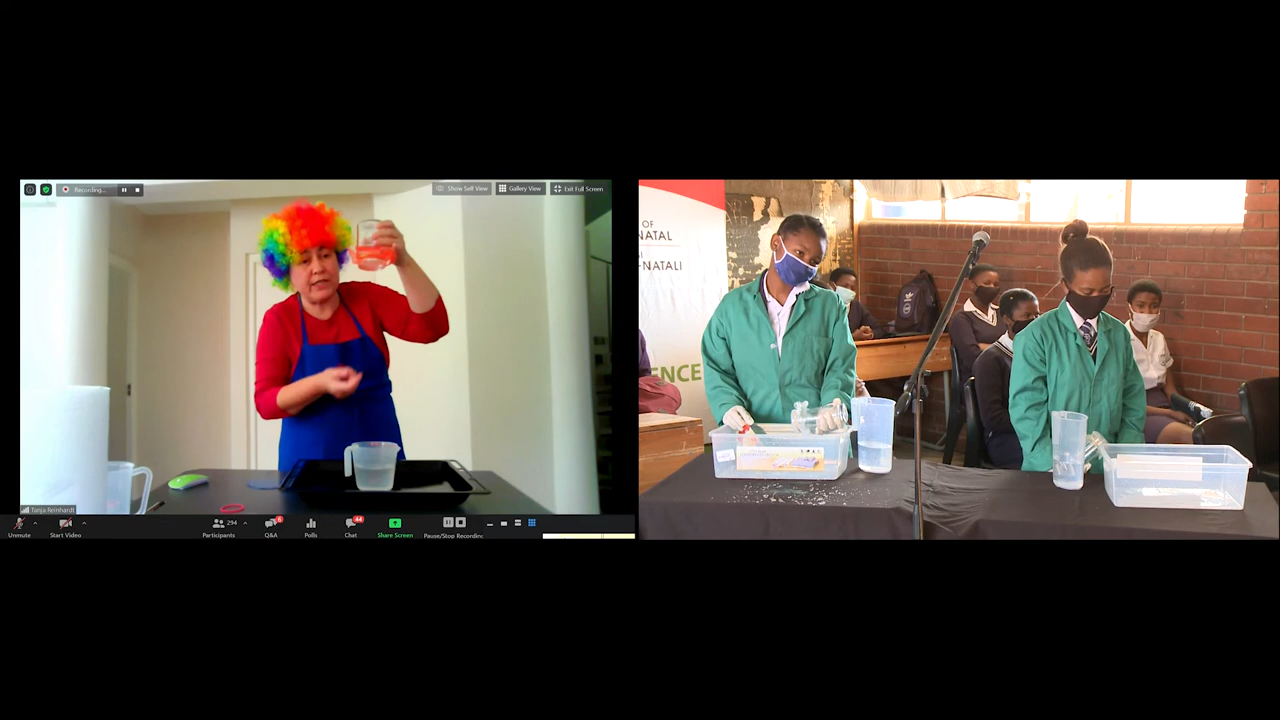 Recording...
Show Self View
Gallery View
Exit Full Screen
Tanja Reinhardt
Unmute
Start Video
294
Participants
6
Q&A
Polls
44
Chat
Share Screen
Pause/Stop Recording
OF
NATAL
-NATALI
ENCE